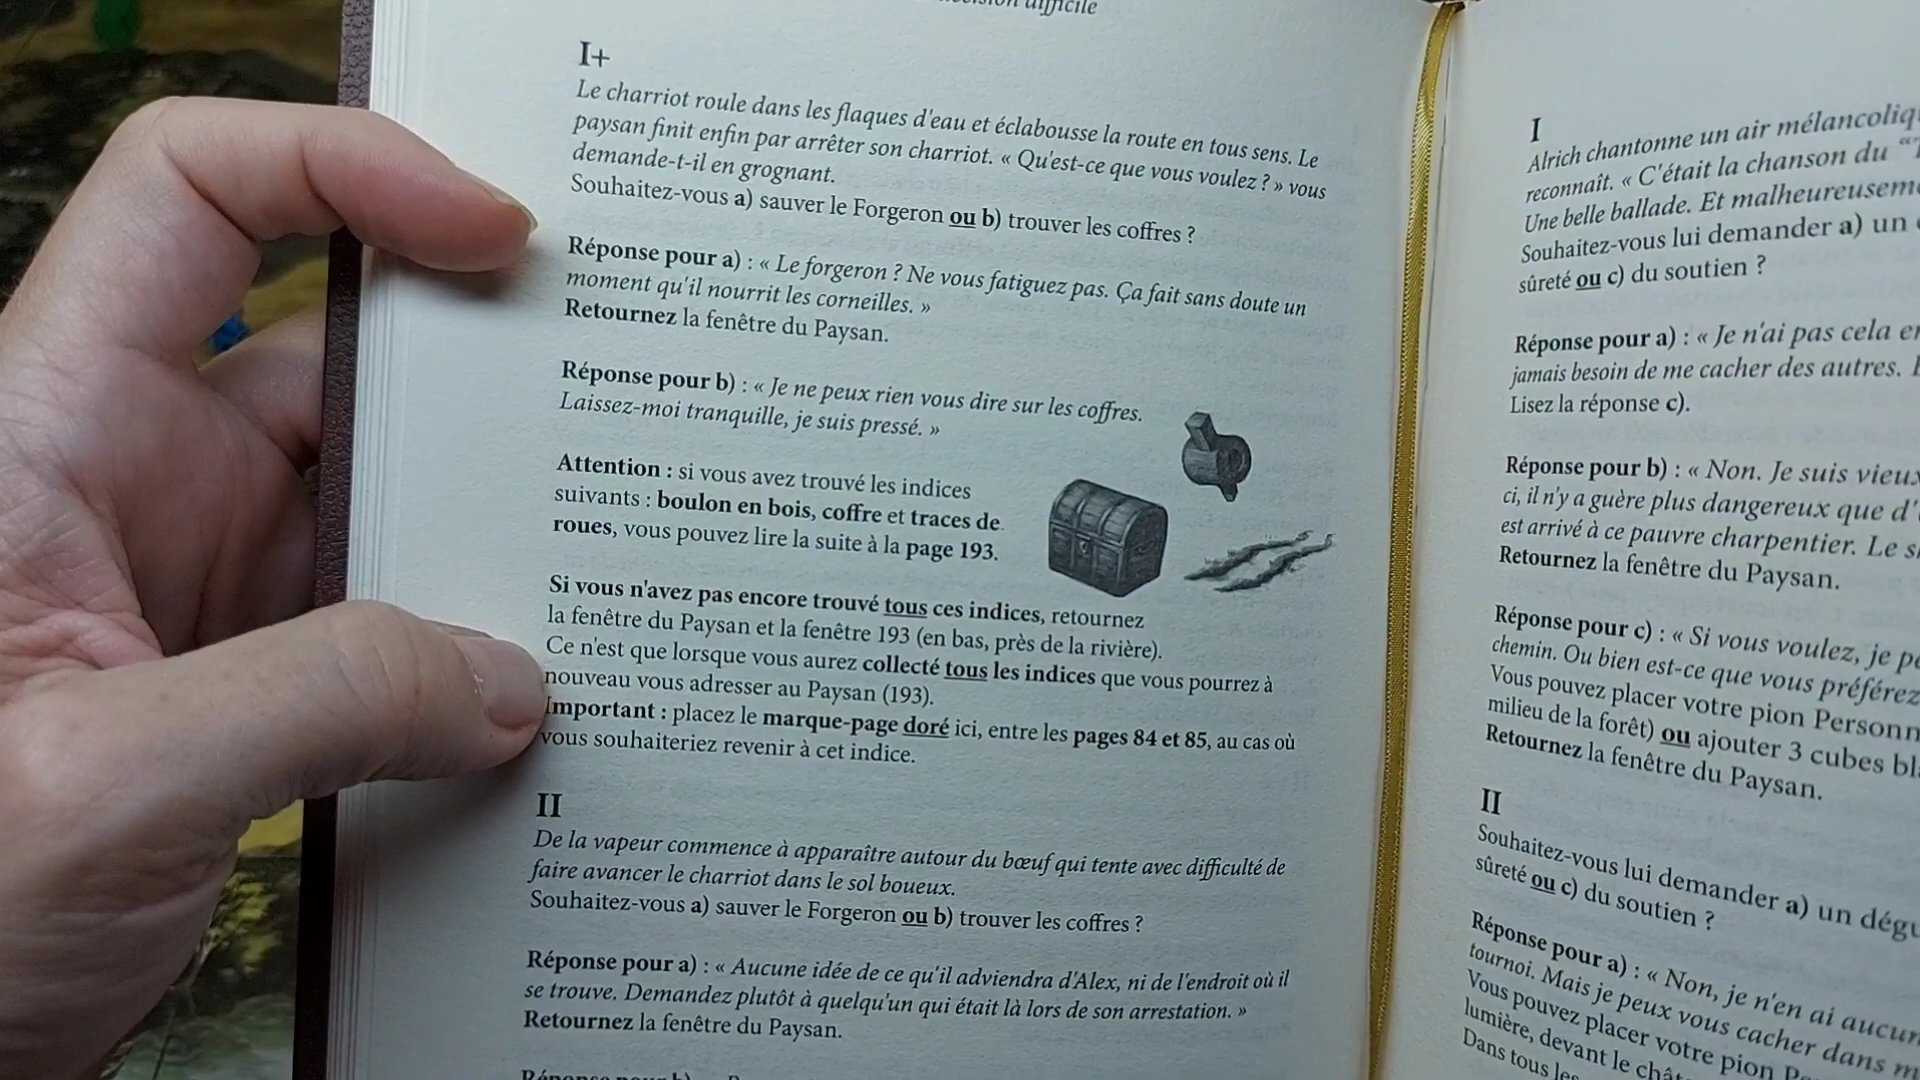 difficile
I+
Le charriot roule dans les flaques d'eau et éclabousse la route en tous sens. Le
paysan finit enfin par arrêter son charriot. « Qu'est-ce que vous voulez ? » vous
demande-t-il en grognant.
Souhaitez-vous a) sauver le Forgeron ou b) trouver les coffres ?
Réponse pour a) : « Le forgeron ? Ne vous fatiguez pas. Ça fait sans doute un
moment qu'il nourrit les corneilles. »
Retournez la fenêtre du Paysan.
Réponse pour b) : « Je ne peux rien vous dire sur les coffres.
Laissez-moi tranquille, je suis pressé. »
Attention : si vous avez trouvé les indices
suivants : boulon en bois, coffre et traces de
roues, vous pouvez lire la suite à la page 193.
Si vous n'avez pas encore trouvé tous ces indices, retournez
la fenêtre du Paysan et la fenêtre 193 (en bas, près de la rivière).
Ce n'est que lorsque vous aurez collecté tous les indices que vous pourrez à
nouveau vous adresser au Paysan (193).
Important : placez le marque-page doré ici, entre les pages 84 et 85, au cas où
vous souhaiteriez revenir à cet indice.
II
De la vapeur commence à apparaître autour du bœuf qui tente avec difficulté de
faire avancer le charriot dans le sol boueux.
Souhaitez-vous a) sauver le Forgeron ou b) trouver les coffres ?
Réponse pour a) : « Aucune idée de ce qu'il adviendra d'Alex, ni de l'endroit où il
se trouve. Demandez plutôt à quelqu'un qui était là lors de son arrestation. »
Retournez la fenêtre du Paysan.
I
Alrich chantonne un air
reconnaît. « C'était la chanson du
Une belle ballade. Et
Souhaitez-vous lui demander a) un
sûreté ou c) du soutien ?
Réponse pour a) : « Je n'ai pas cela
jamais besoin de me cacher des autres.
Lisez la réponse c).
Réponse pour b) : « Non. Je suis
ci, il n'y a guère plus dangereux que
est arrivé à ce pauvre charpentier. Le
Retournez la fenêtre du Paysan.
Réponse pour c) : « Si vous voulez, je
chemin. Ou bien est-ce que vous
Vous pouvez placer votre pion
milieu de la forêt) ou ajouter 3 cubes
Retournez la fenêtre du Paysan.
II
Souhaitez-vous lui demander a) un
sûreté ou c) du soutien ?
Réponse pour a) : « Non, je n'en ai
tournoi. Mais je peux vous cacher dans
Vous pouvez placer votre pion
lumière, devant le
Dans tous les